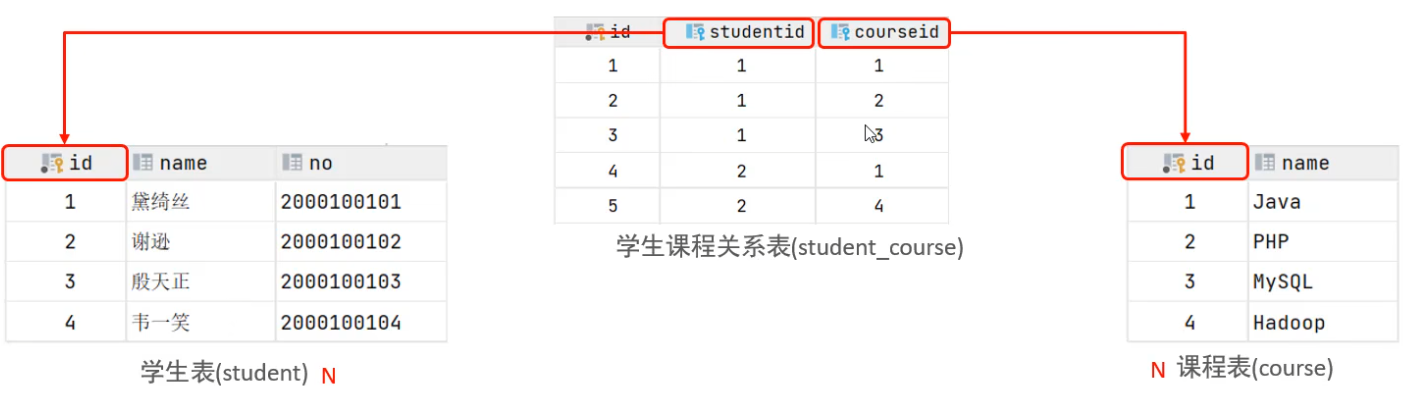 id studentid courseid
1 1 1
2 1 2
3 1 3
4 2 1
5 2 4
学生课程关系表(student_course)
id name no
1 黛绮丝 2000100101
2 谢逊 2000100102
3 殷天正 2000100103
4 韦一笑 2000100104
学生表(student) N
id name
1 Java
2 PHP
3 MySQL
4 Hadoop
N 课程表(course)